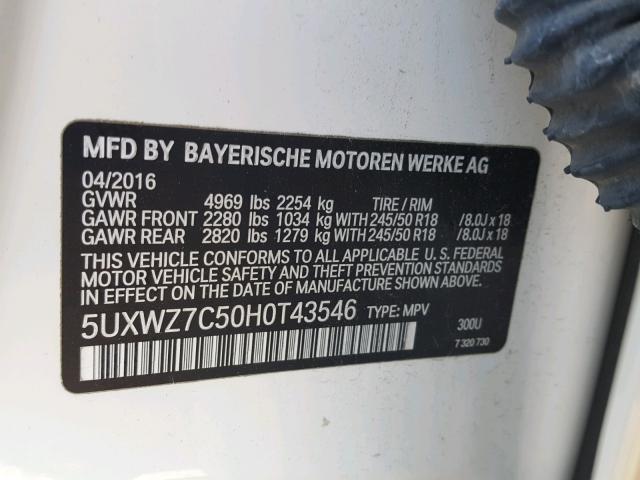 MFD BY BAYERISCHE MOTOREN WERKE AG
04/2016
GVWR 4969 lbs 2254 kg TIRE / RIM
GAWR FRONT 2280 lbs 1034 kg WITH 245/50 R18 /8.0J x 18
GAWR REAR 2820 lbs 1279 kg WITH 245/50 R18 /8.0J x 18
THIS VEHICLE CONFORMS TO ALL APPLICABLE U. S. FEDERAL
MOTOR VEHICLE SAFETY AND THEFT PREVENTION STANDARDS
IN EFFECT ON THE DATE OF MANUFACTURE SHOWN ABOVE.
5UXWZ7C50H0T43546 TYPE: MPV
300U
7 320 730